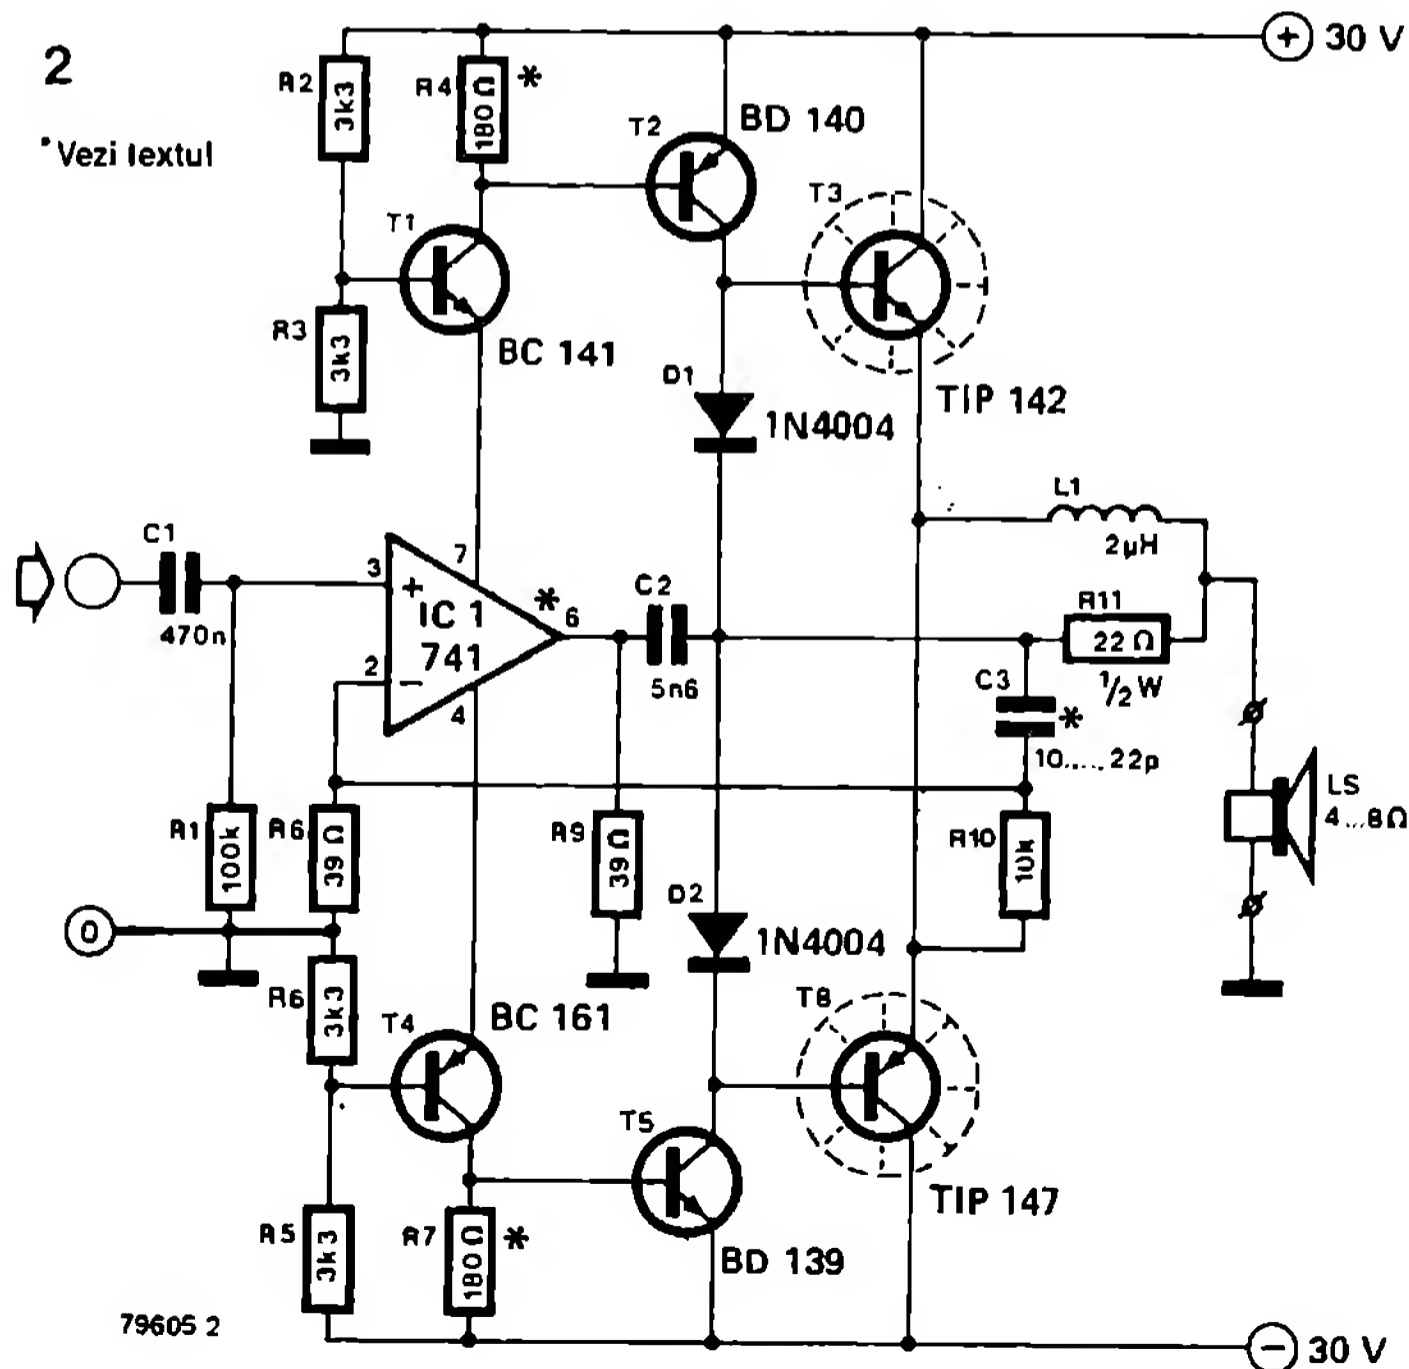 2
* Vezi textul
+ 30 V
R2 3k3
R4 180 Ω *
T2 BD 140
T1 BC 141
T3 TIP 142
R3 3k3
D1 1N4004
L1 2µH
C1 470n
3 +
7
IC 1
741
* 6
2 −
4
C2 5n6
R11 22 Ω 1/2 W
C3 * 10..... 22p
LS 4...8Ω
R1 100k
R6 39 Ω
R9 39 Ω
R10 10k
0
D2 1N4004
R6 3k3
T4 BC 161
T8 TIP 147
T5 BD 139
R5 3k3
R7 180 Ω *
79605 2
− 30 V